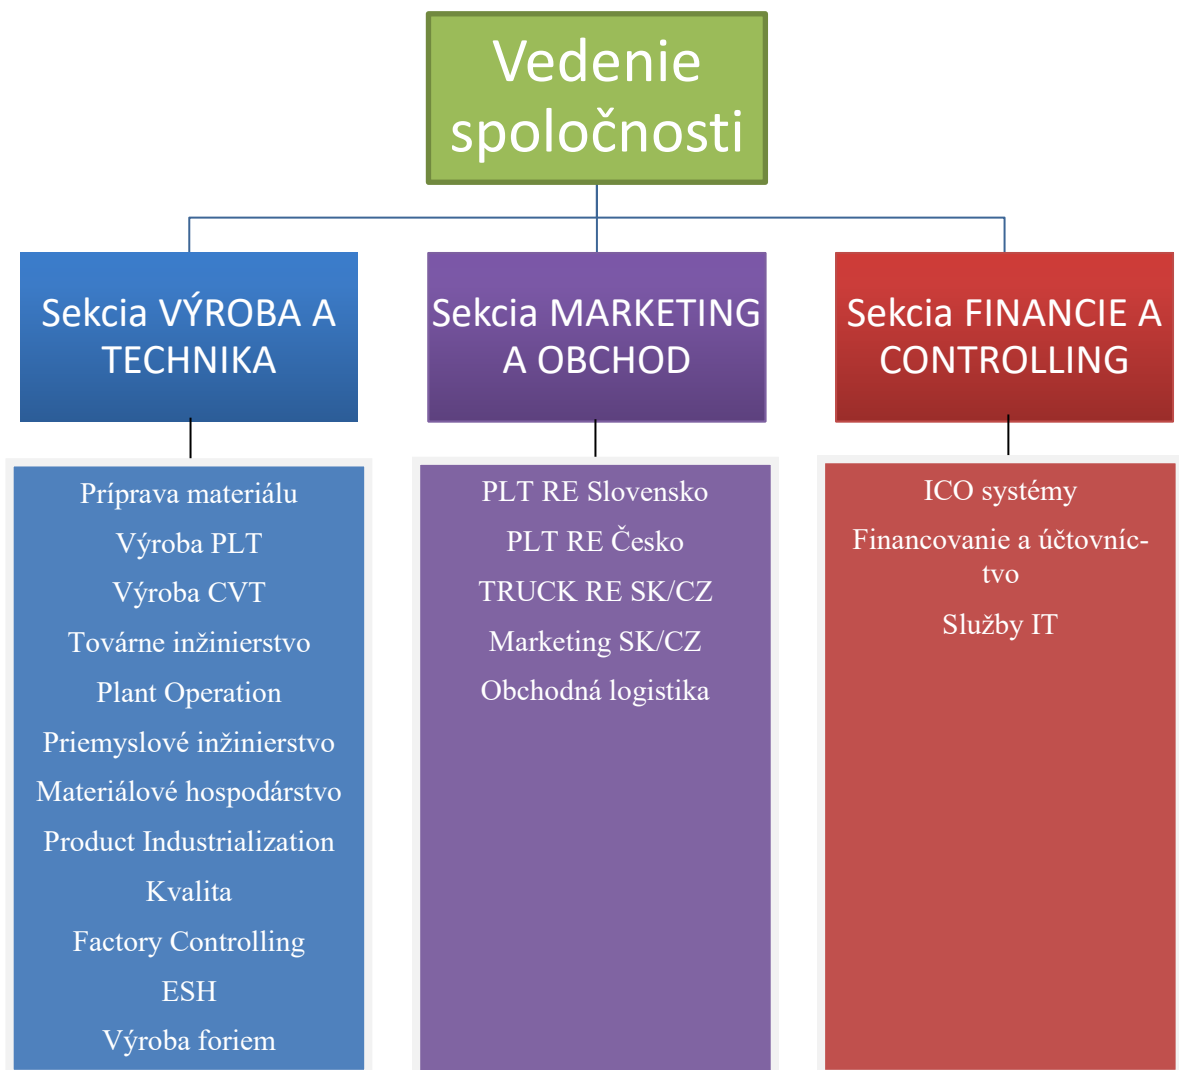 Vedenie
spoločnosti
Sekcia VÝROBA A
TECHNIKA
Sekcia MARKETING
A OBCHOD
Sekcia FINANCIE A
CONTROLLING
Príprava materiálu
Výroba PLT
Výroba CVT
Továrne inžinierstvo
Plant Operation
Priemyslové inžinierstvo
Materiálové hospodárstvo
Product Industrialization
Kvalita
Factory Controlling
ESH
Výroba foriem
PLT RE Slovensko
PLT RE Česko
TRUCK RE SK/CZ
Marketing SK/CZ
Obchodná logistika
ICO systémy
Financovanie a účtovníc-
tvo
Služby IT